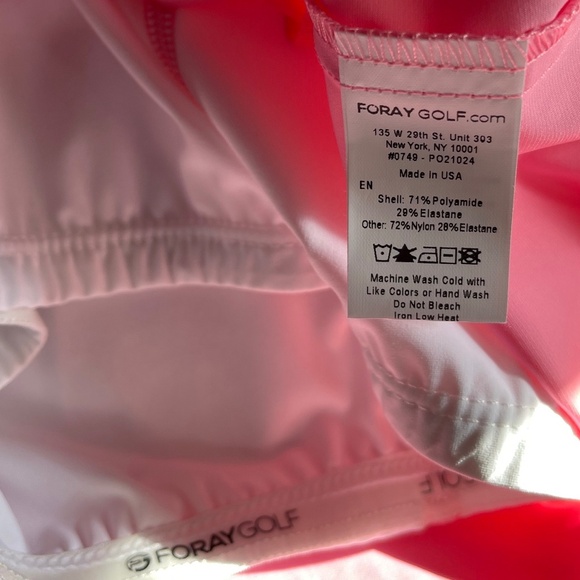 FORAY GOLF.com
135 W 29th St. Unit 303
New York, NY 10001
#0749 - PO21024
Made in USA
EN
Shell: 71% Polyamide
29% Elastane
Other: 72% Nylon 28% Elastane
Machine Wash Cold with
Like Colors or Hand Wash
Do Not Bleach
Iron Low Heat
FORAYGOLF
GOLF